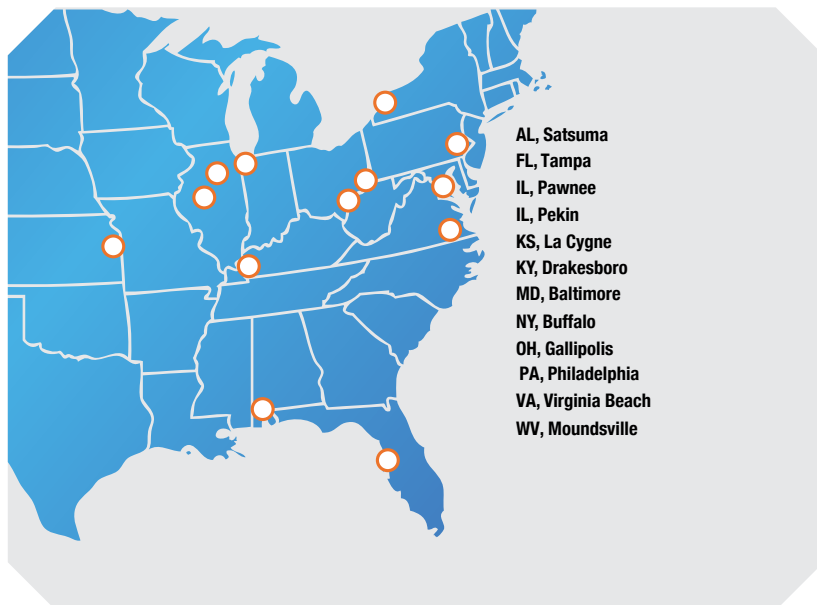 AL, Satsuma
FL, Tampa
IL, Pawnee
IL, Pekin
KS, La Cygne
KY, Drakesboro
MD, Baltimore
NY, Buffalo
OH, Gallipolis
PA, Philadelphia
VA, Virginia Beach
WV, Moundsville